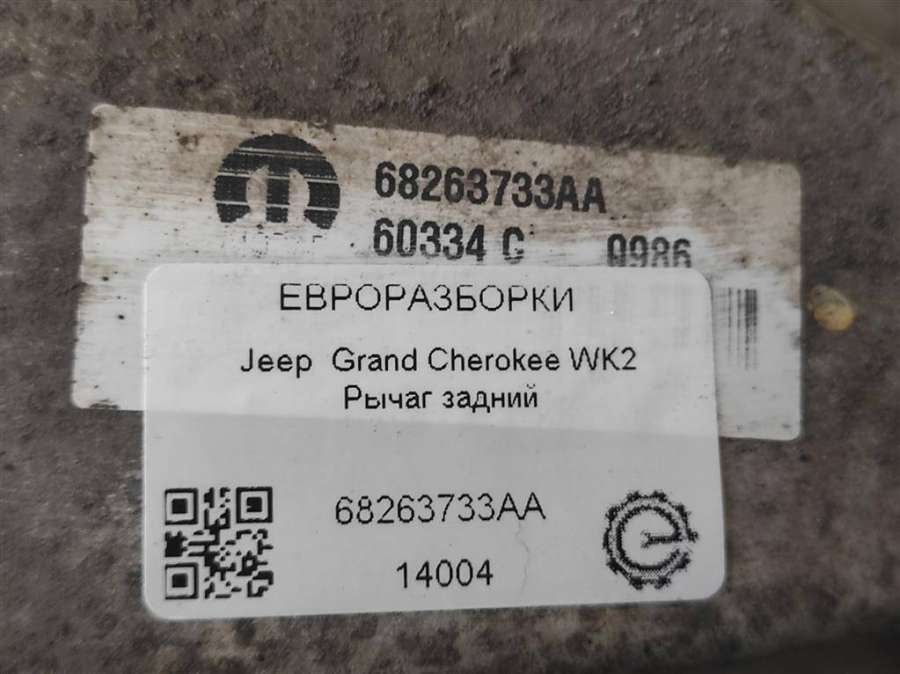 68263733AA
60334 C 0986
ЕВРОРАЗБОРКИ
Jeep Grand Cherokee WK2
Рычаг задний
68263733AA
14004